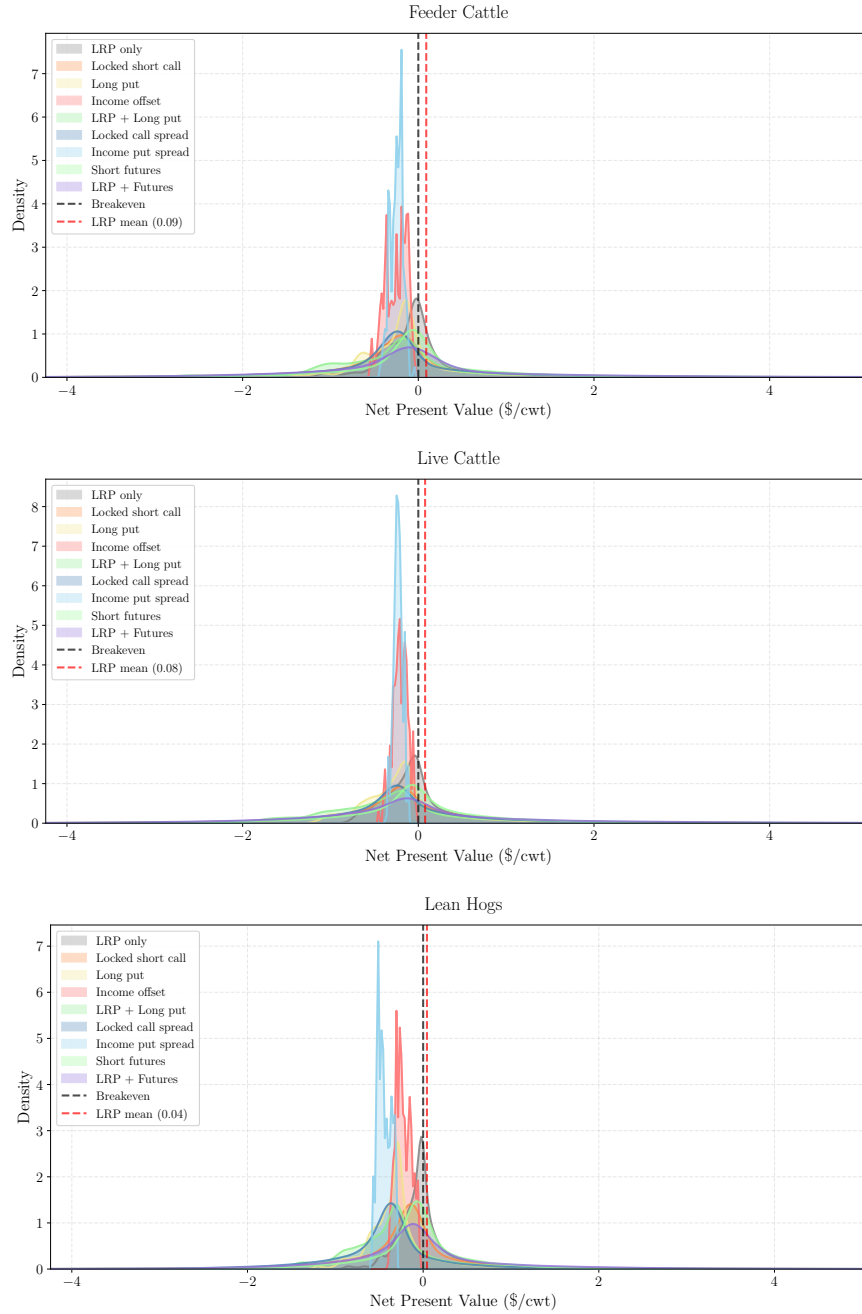 Feeder Cattle
LRP only
Locked short call
Long put
Income offset
LRP + Long put
Locked call spread
Income put spread
Short futures
LRP + Futures
Breakeven
LRP mean (0.09)
Density
7
6
5
4
3
2
1
0
−4
−2
0
2
4
Net Present Value ($/cwt)
Live Cattle
LRP only
Locked short call
Long put
Income offset
LRP + Long put
Locked call spread
Income put spread
Short futures
LRP + Futures
Breakeven
LRP mean (0.08)
Density
8
7
6
5
4
3
2
1
0
−4
−2
0
2
4
Net Present Value ($/cwt)
Lean Hogs
LRP only
Locked short call
Long put
Income offset
LRP + Long put
Locked call spread
Income put spread
Short futures
LRP + Futures
Breakeven
LRP mean (0.04)
Density
7
6
5
4
3
2
1
0
−4
−2
0
2
4
Net Present Value ($/cwt)